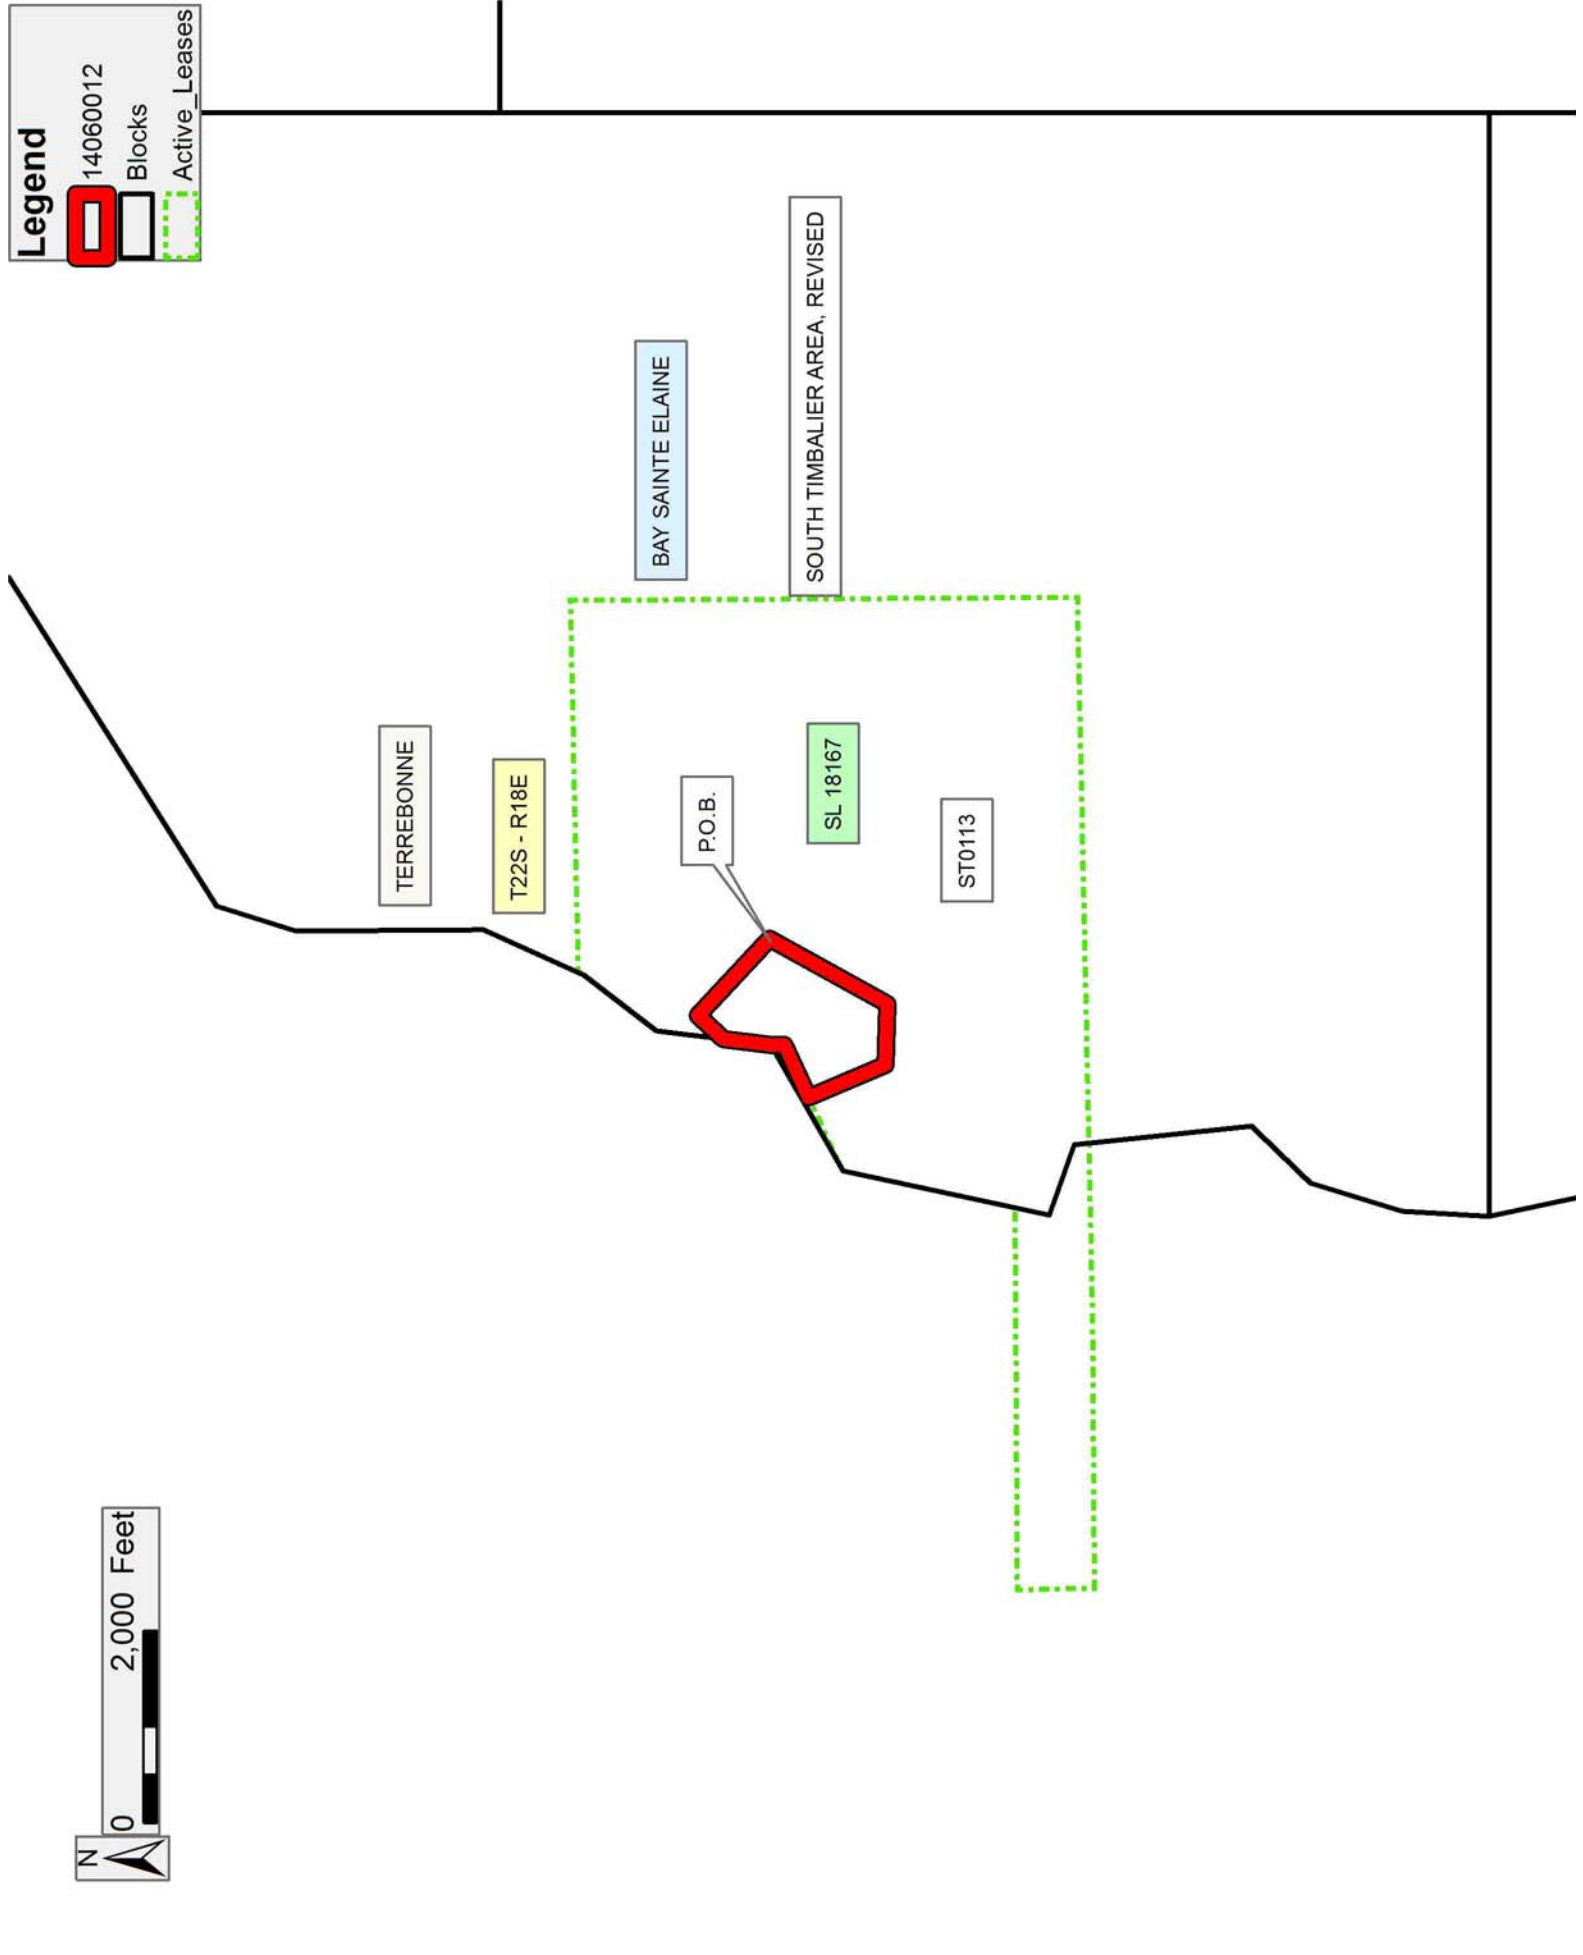 N
0 2,000 Feet
Legend
14060012
Blocks
Active_Leases
TERREBONNE
T22S - R18E
BAY SAINTE ELAINE
P.O.B.
SOUTH TIMBALIER AREA, REVISED
SL 18167
ST0113